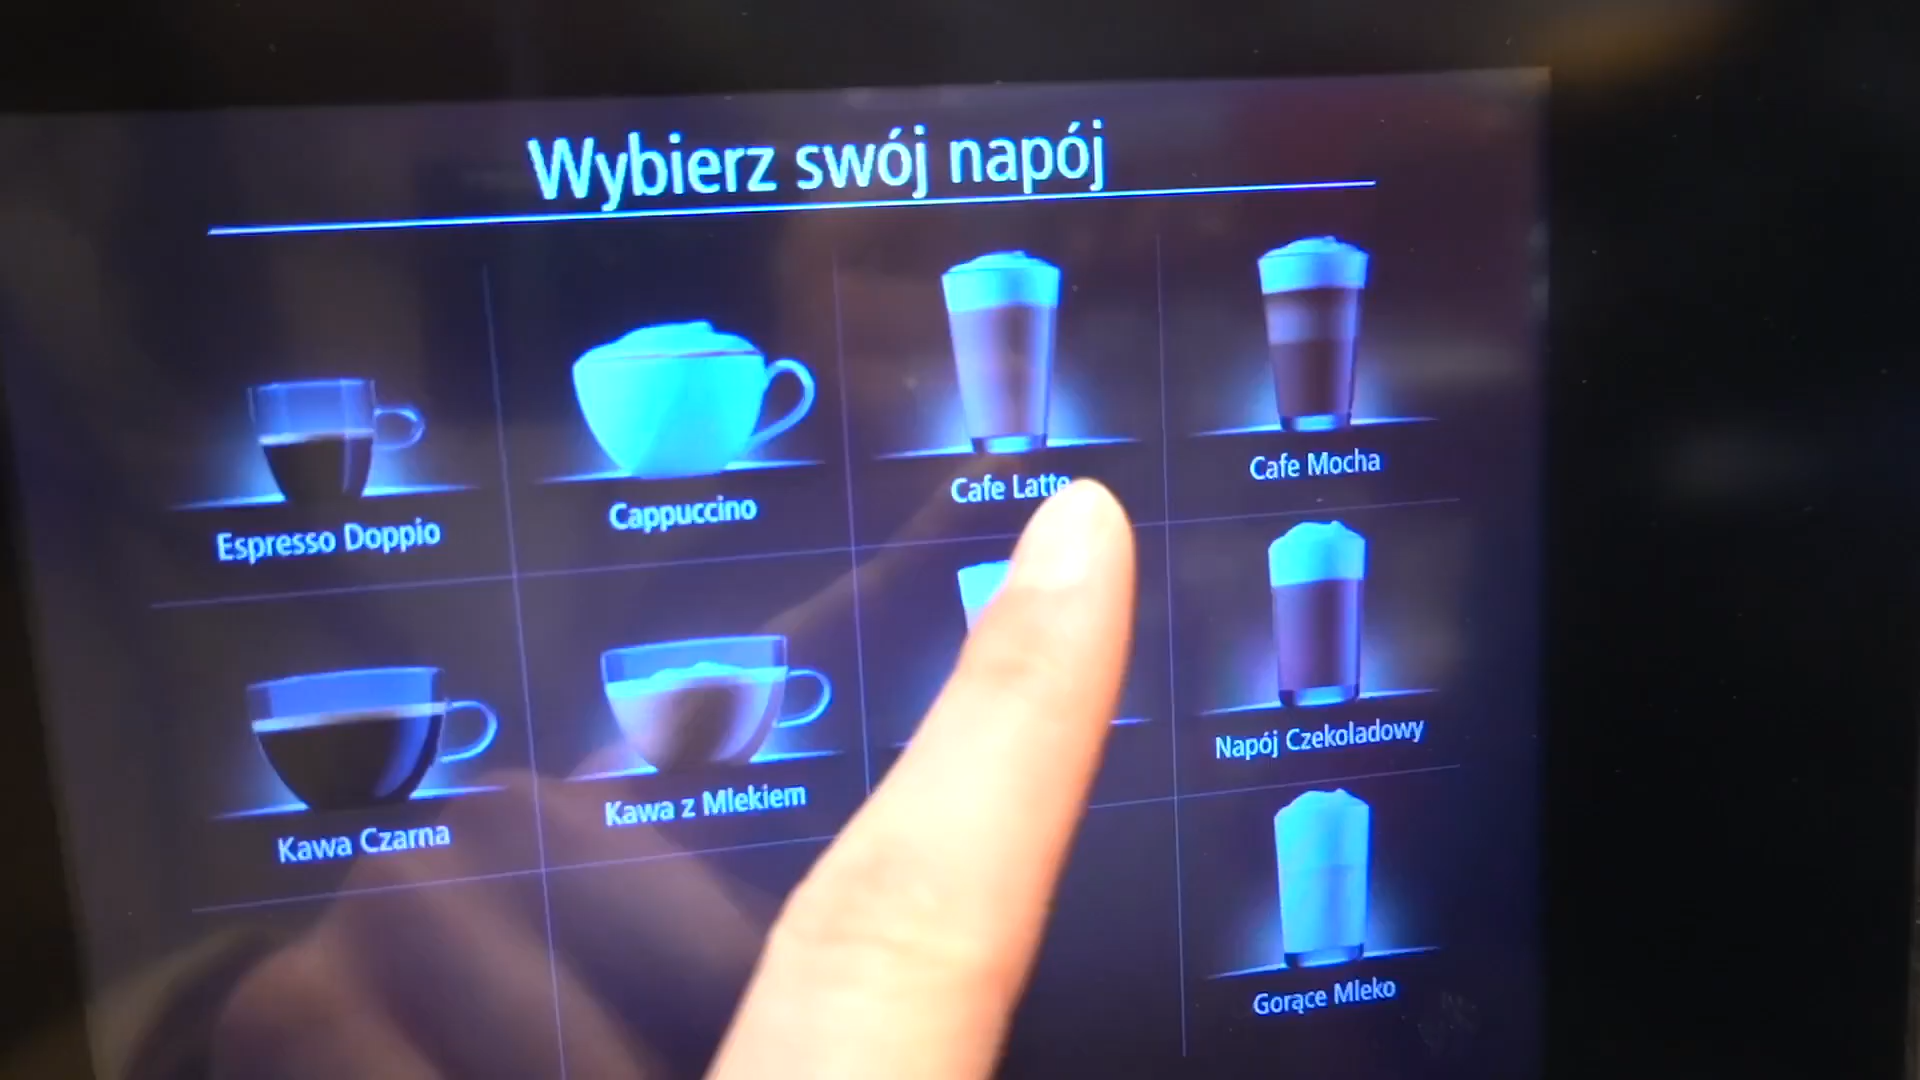 Wybierz swój napój
Espresso Doppio
Cappuccino
Cafe Latte
Cafe Mocha
Kawa Czarna
Kawa z Mlekiem
Napój Czekoladowy
Gorące Mleko